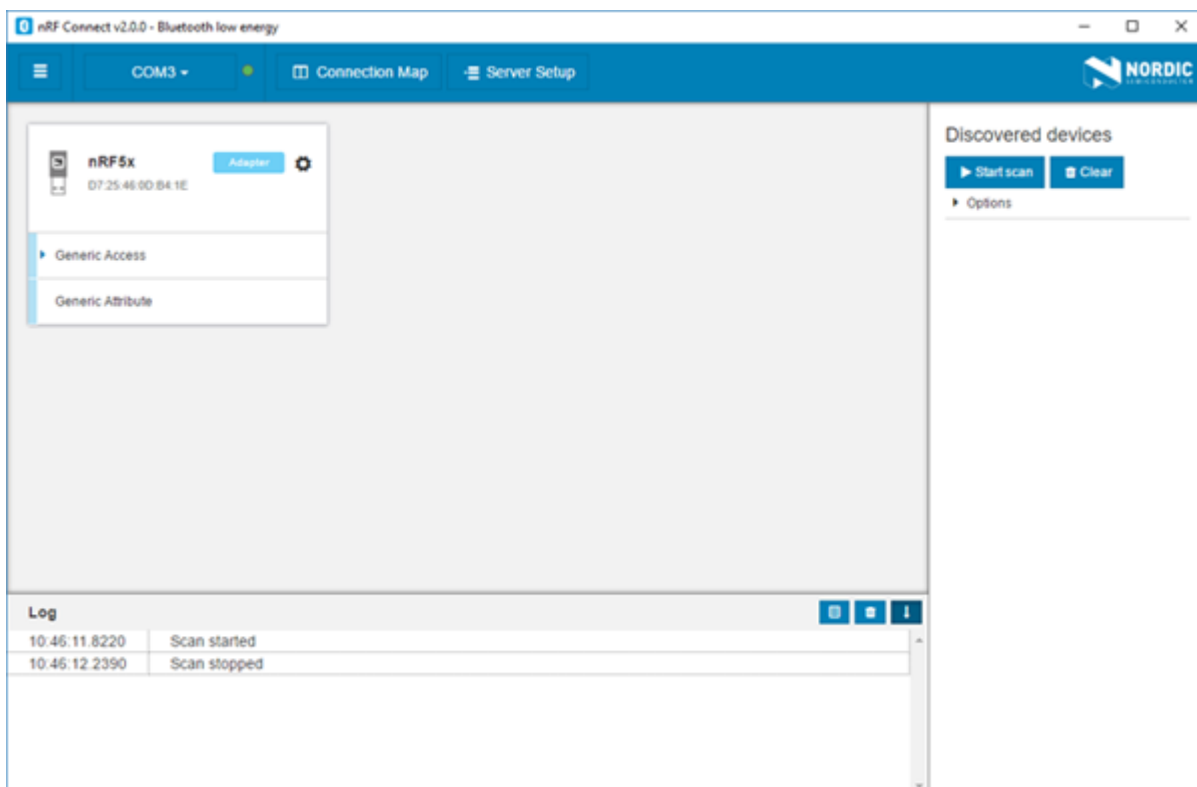 nRF Connect v2.0.0 - Bluetooth low energy
COM3
Connection Map
Server Setup
NORDIC
SEMICONDUCTOR
nRF5x
Adapter
D7:25:46:0D:B4:1E
Generic Access
Generic Attribute
Discovered devices
Start scan
Clear
Options
Log
10:46:11.8220 Scan started
10:46:12.2390 Scan stopped